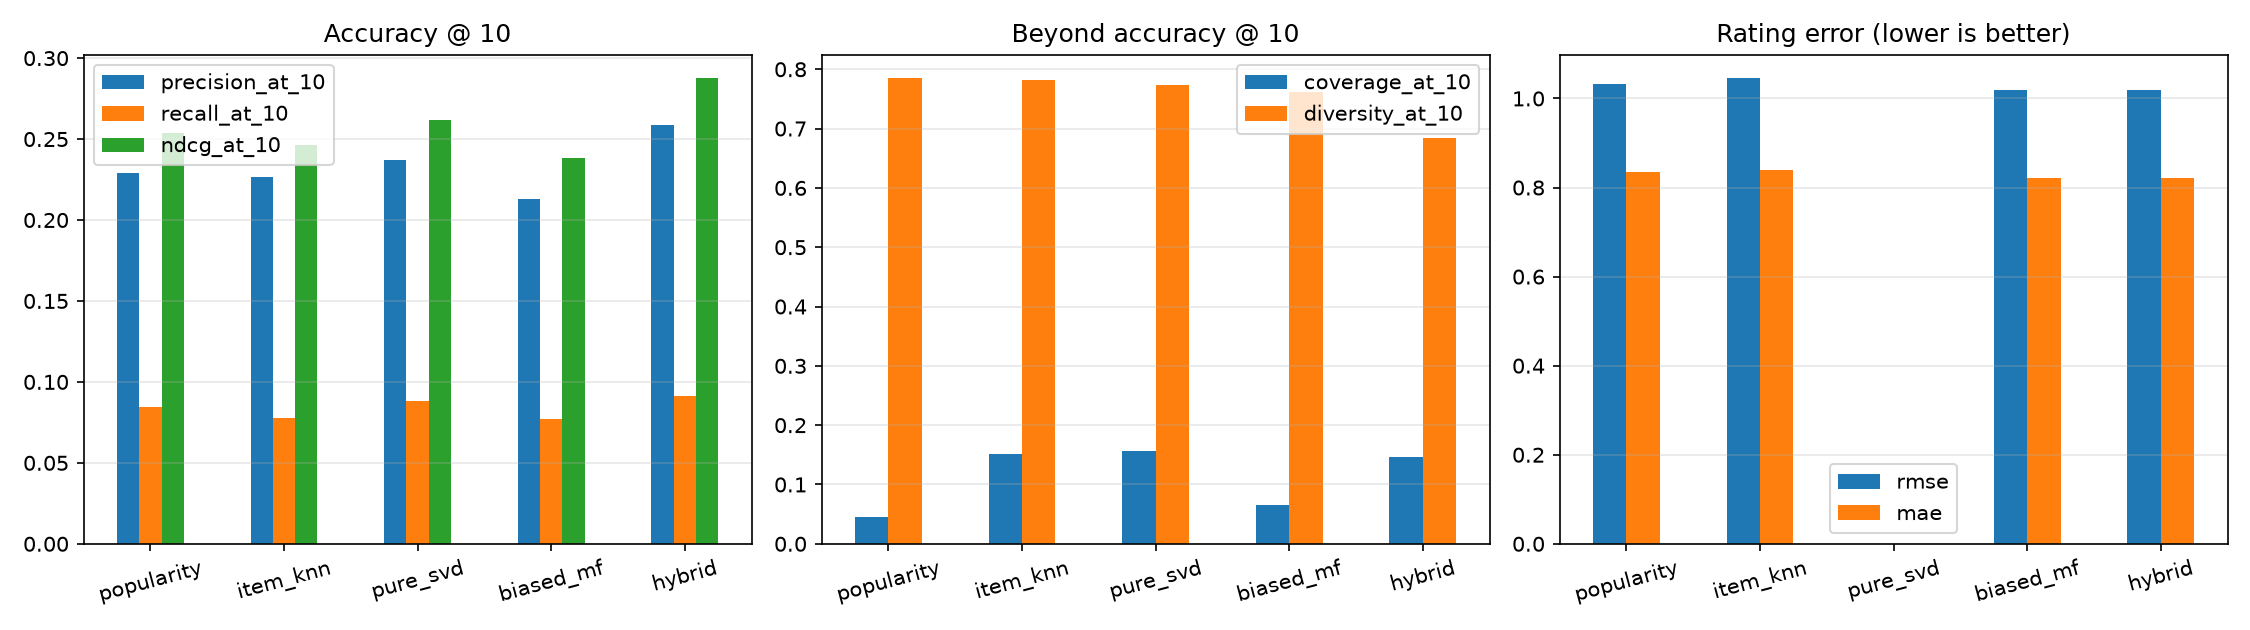 Accuracy @ 10
0.30
0.25
0.20
0.15
0.10
0.05
0.00
precision_at_10
recall_at_10
ndcg_at_10
popularity
item_knn
pure_svd
biased_mf
hybrid
Beyond accuracy @ 10
0.8
0.7
0.6
0.5
0.4
0.3
0.2
0.1
0.0
coverage_at_10
diversity_at_10
popularity
item_knn
pure_svd
biased_mf
hybrid
Rating error (lower is better)
1.0
0.8
0.6
0.4
0.2
0.0
rmse
mae
popularity
item_knn
pure_svd
biased_mf
hybrid